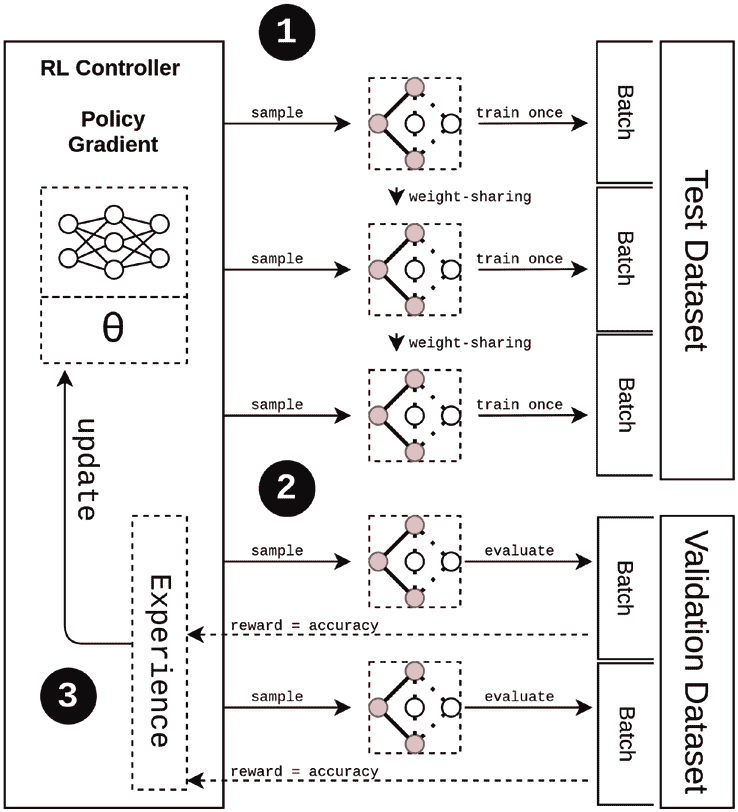 1
RL Controller
Policy
Gradient
θ
update
Experience
3
sample
train once
Batch
weight-sharing
sample
train once
Batch
weight-sharing
sample
train once
Batch
Test Dataset
2
sample
evaluate
Batch
reward = accuracy
sample
evaluate
Batch
reward = accuracy
Validation Dataset